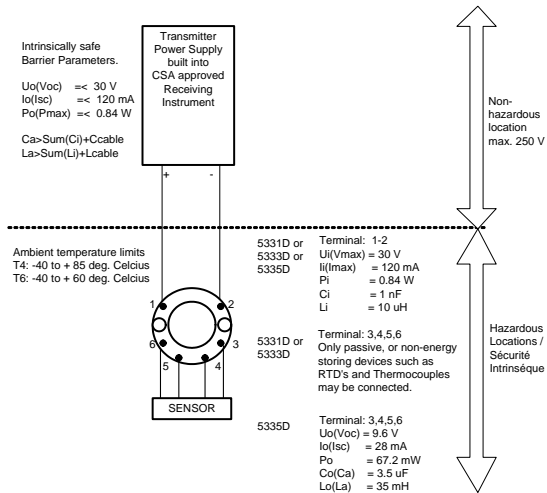 Intrinsically safe
Barrier Parameters.
Uo(Voc) =< 30 V
Io(Isc) =< 120 mA
Po(Pmax) =< 0.84 W
Ca>Sum(Ci)+Ccable
La>Sum(Li)+Lcable
Transmitter
Power Supply
built into
CSA approved
Receiving
Instrument
+ -
Non-
hazardous
location
max. 250 V
Ambient temperature limits
T4: -40 to + 85 deg. Celcius
T6: -40 to + 60 deg. Celcius
5331D or
5333D or
5335D
Terminal: 1-2
Ui(Vmax) = 30 V
Ii(Imax) = 120 mA
Pi = 0.84 W
Ci = 1 nF
Li = 10 uH
1 2
6 3
5 4
SENSOR
5331D or
5333D
Terminal: 3,4,5,6
Only passive, or non-energy
storing devices such as
RTD's and Thermocouples
may be connected.
Hazardous
Locations /
Sécurité
Intrinséque
5335D
Terminal: 3,4,5,6
Uo(Voc) = 9.6 V
Io(Isc) = 28 mA
Po = 67.2 mW
Co(Ca) = 3.5 uF
Lo(La) = 35 mH